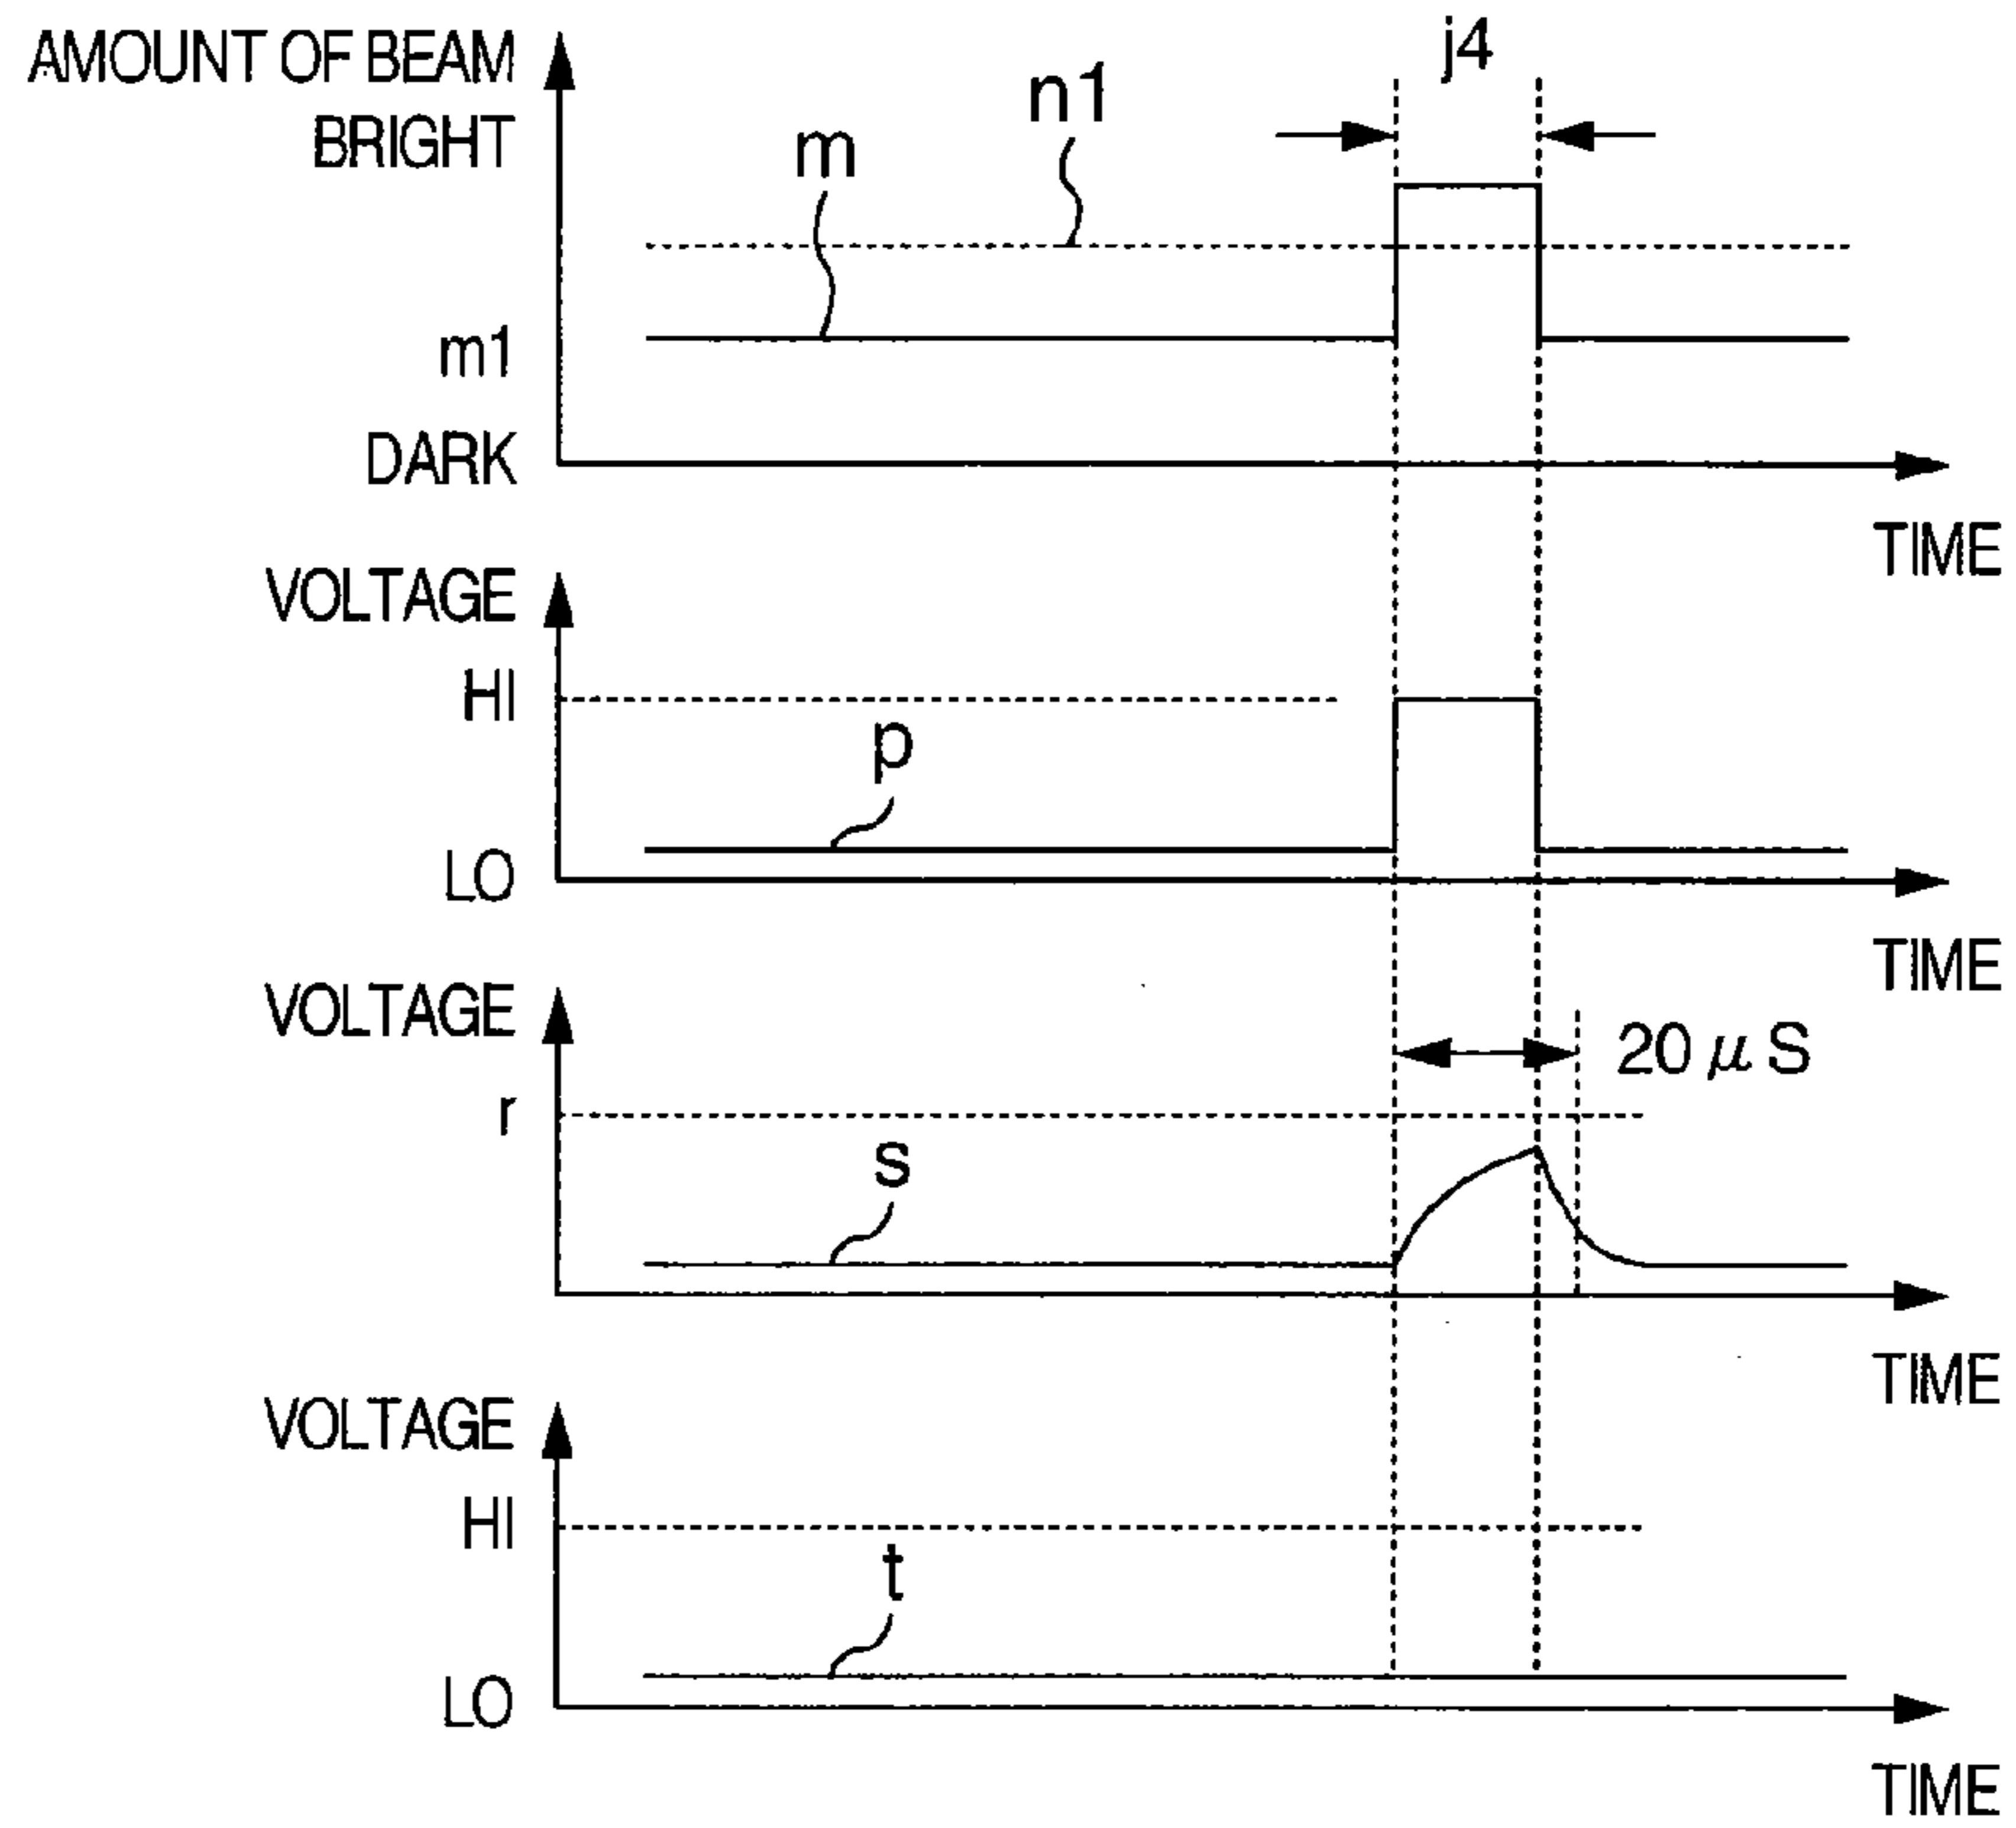 AMOUNT OF BEAM
BRIGHT
j4
n1
m
m1
DARK
TIME
VOLTAGE
HI
p
LO
TIME
VOLTAGE
20 μ S
r
s
TIME
VOLTAGE
HI
t
LO
TIME